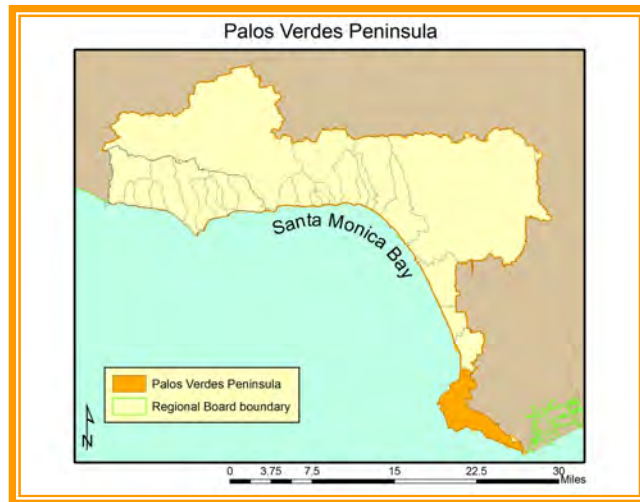 Palos Verdes Peninsula
Santa Monica Bay
Palos Verdes Peninsula
Regional Board boundary
N
0 3.75 7.5 15 22.5 30
Miles